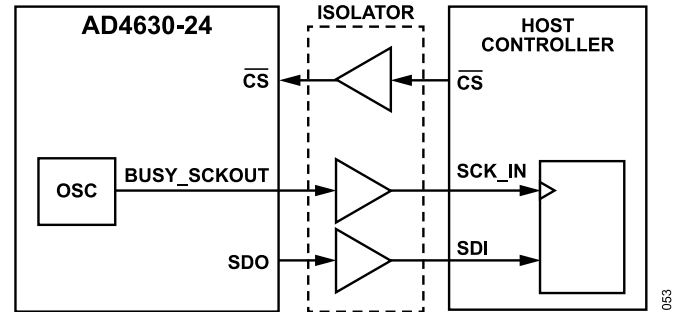 AD4630-24
ISOLATOR
HOST
CONTROLLER
CS
CS
OSC
BUSY_SCKOUT
SCK_IN
SDO
SDI
053